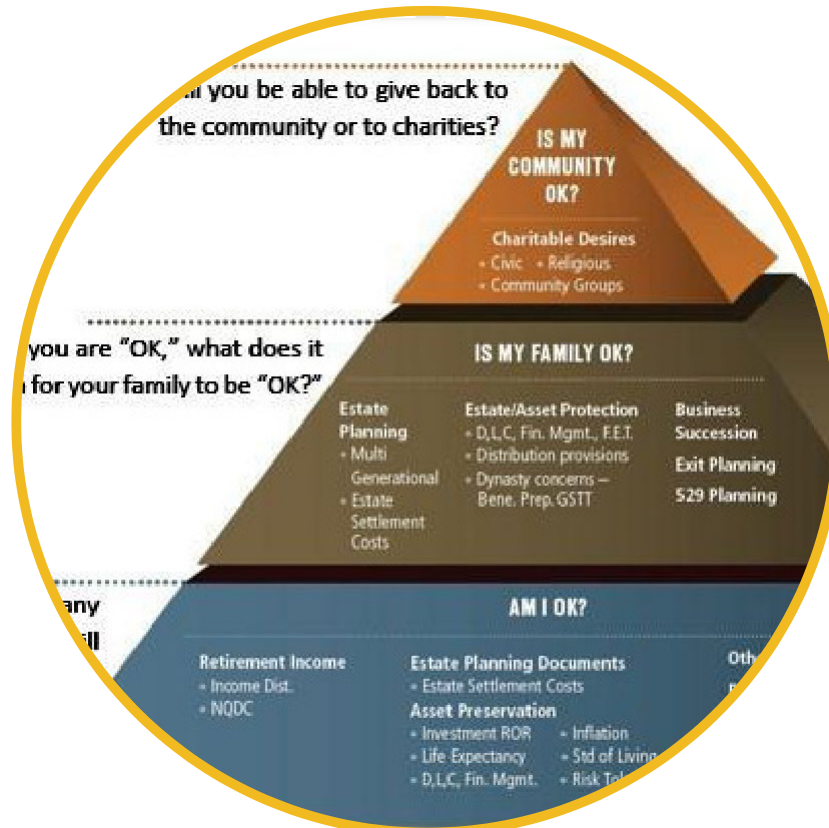 you be able to give back to
the community or to charities?
IS MY
COMMUNITY
OK?
Charitable Desires
• Civic • Religious
• Community Groups
you are “OK,” what does it
for your family to be “OK?”
IS MY FAMILY OK?
Estate
Planning
• Multi
Generational
• Estate
Settlement
Costs
Estate/Asset Protection
• D,L,C, Fin. Mgmt., F.E.T.
• Distribution provisions
• Dynasty concerns –
Bene. Prep. GSTT
Business
Succession
Exit Planning
529 Planning
any
AM I OK?
Retirement Income
• Income Dist.
• NQDC
Estate Planning Documents
• Estate Settlement Costs
Asset Preservation
• Investment ROR
• Life Expectancy
• D,L,C, Fin. Mgmt.
• Inflation
• Std of Living
• Risk